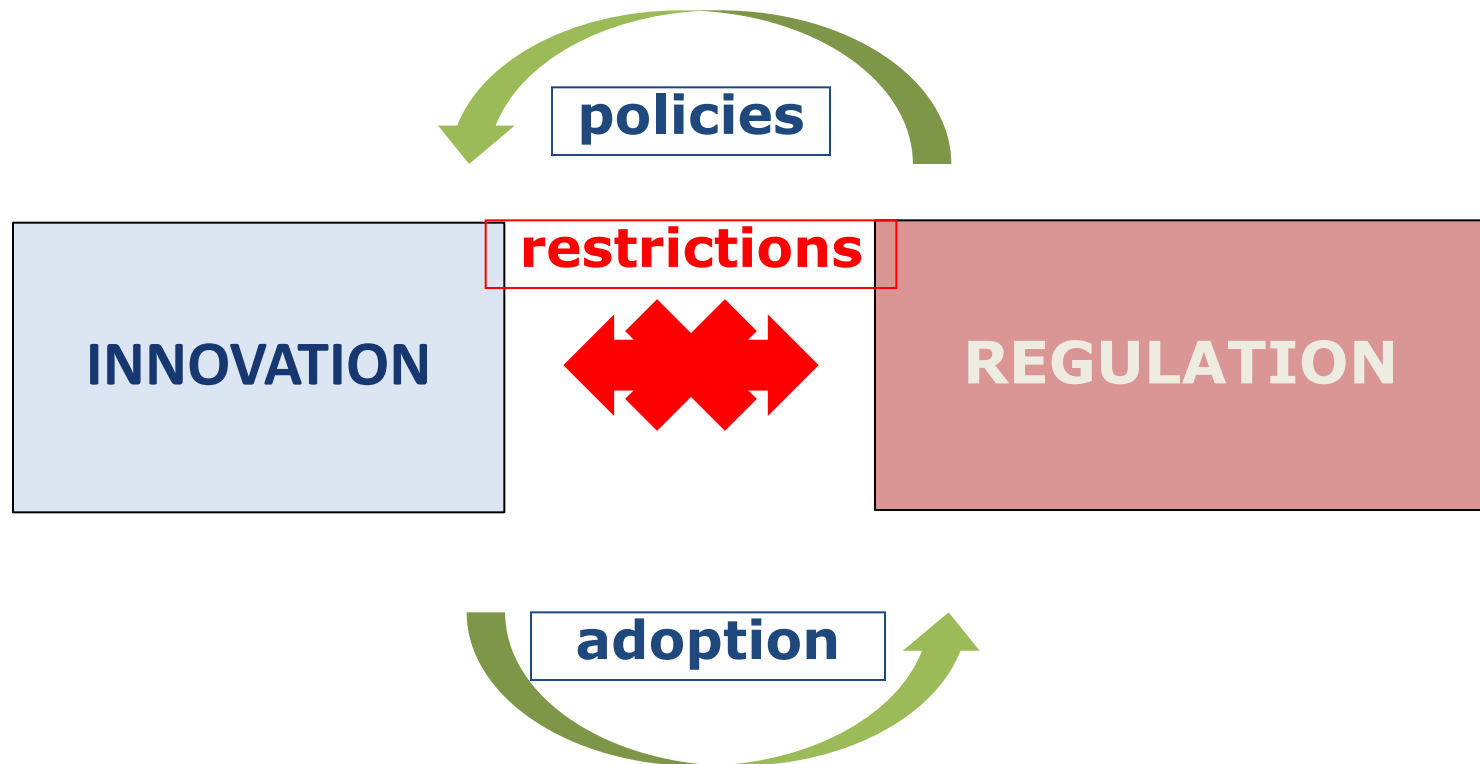 policies
restrictions
INNOVATION
REGULATION
adoption